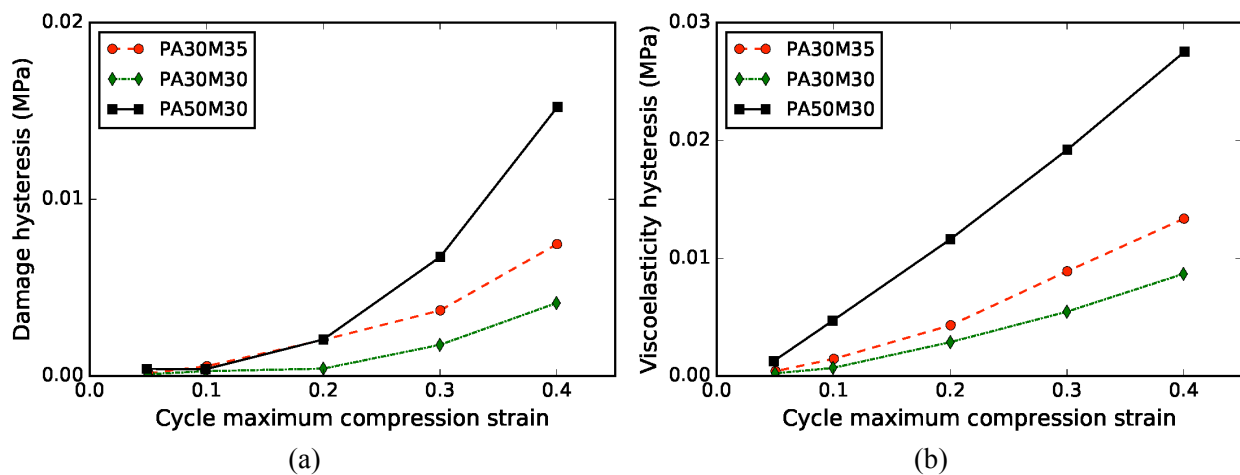 0.02
PA30M35
PA30M30
PA50M30
0.01
0.00
0.0 0.1 0.2 0.3 0.4
Damage hysteresis (MPa)
Cycle maximum compression strain
(a)
0.03
PA30M35
PA30M30
PA50M30
0.02
0.01
0.00
0.0 0.1 0.2 0.3 0.4
Viscoelasticity hysteresis (MPa)
Cycle maximum compression strain
(b)